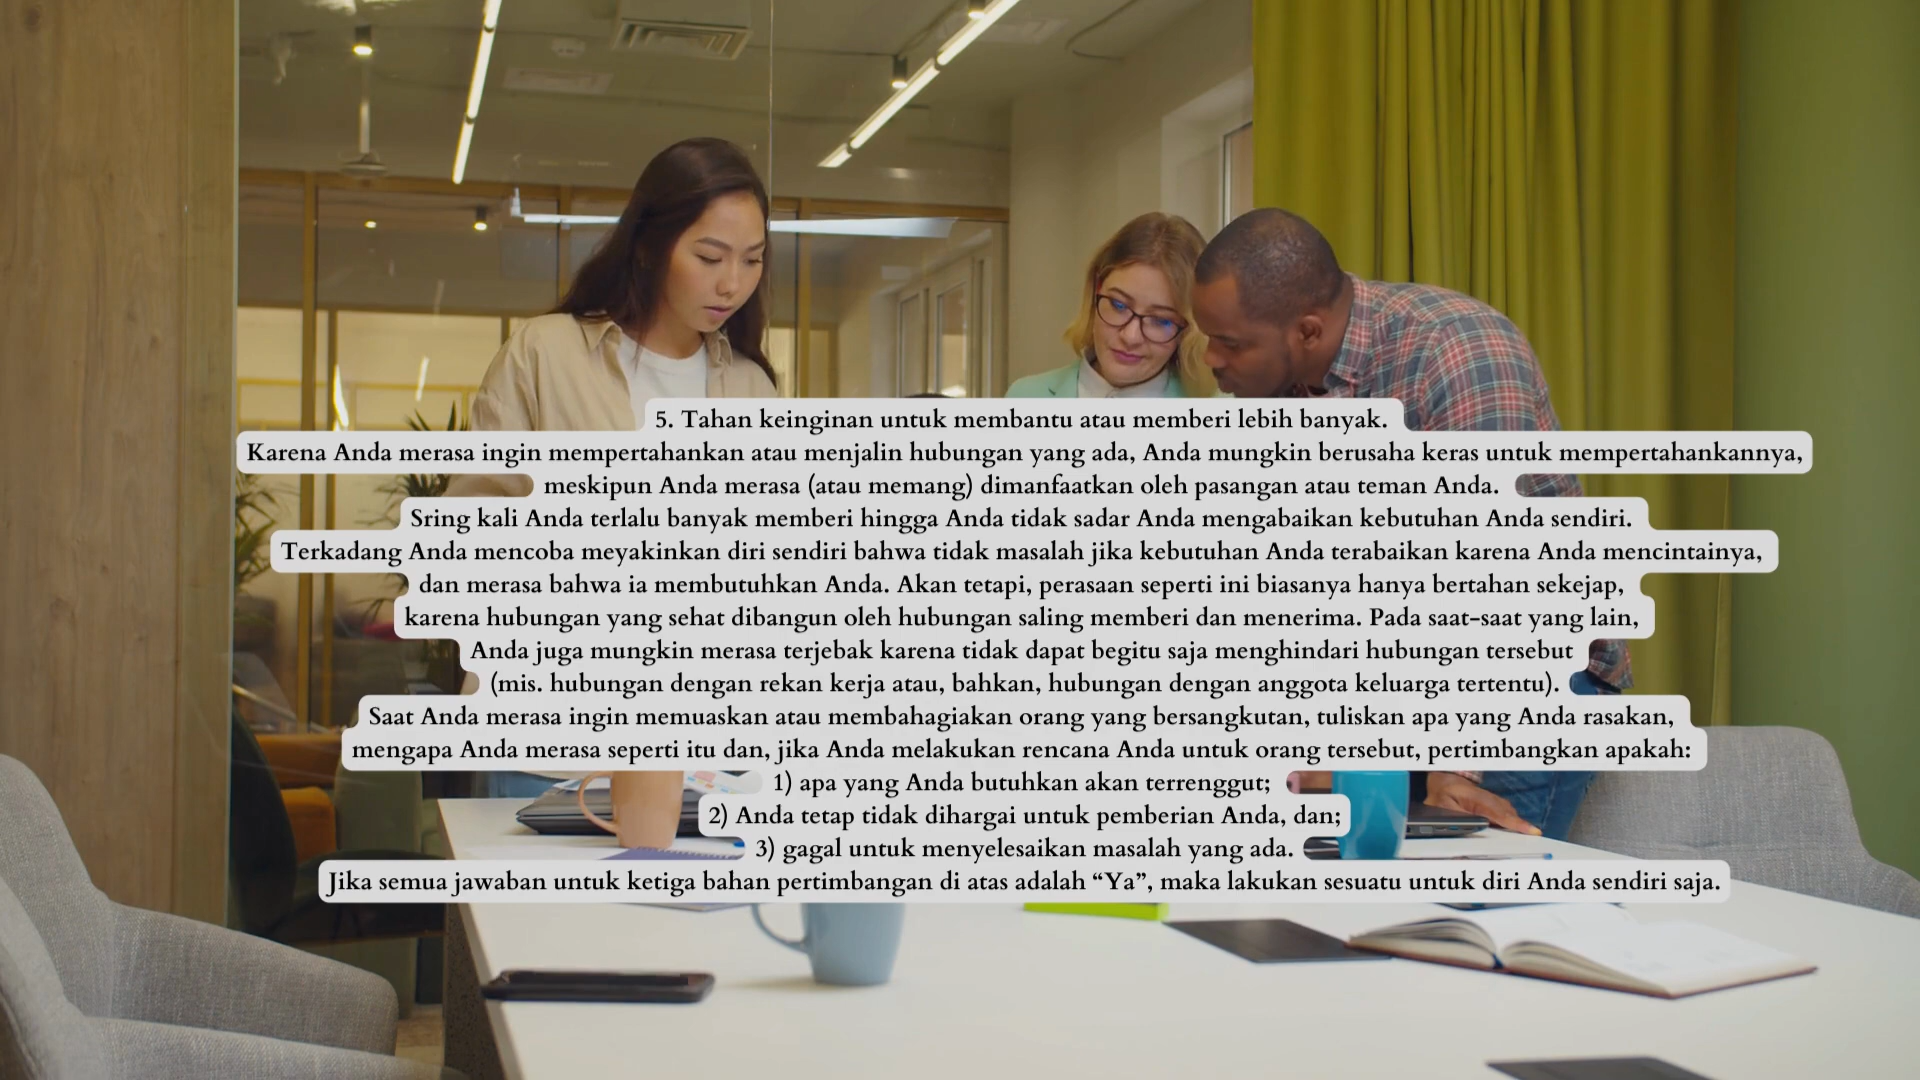 5. Tahan keinginan untuk membantu atau memberi lebih banyak.
Karena Anda merasa ingin mempertahankan atau menjalin hubungan yang ada, Anda mungkin berusaha keras untuk mempertahankannya,
meskipun Anda merasa (atau memang) dimanfaatkan oleh pasangan atau teman Anda.
Sring kali Anda terlalu banyak memberi hingga Anda tidak sadar Anda mengabaikan kebutuhan Anda sendiri.
Terkadang Anda mencoba meyakinkan diri sendiri bahwa tidak masalah jika kebutuhan Anda terabaikan karena Anda mencintainya,
dan merasa bahwa ia membutuhkan Anda. Akan tetapi, perasaan seperti ini biasanya hanya bertahan sekejap,
karena hubungan yang sehat dibangun oleh hubungan saling memberi dan menerima. Pada saat-saat yang lain,
Anda juga mungkin merasa terjebak karena tidak dapat begitu saja menghindari hubungan tersebut
(mis. hubungan dengan rekan kerja atau, bahkan, hubungan dengan anggota keluarga tertentu).
Saat Anda merasa ingin memuaskan atau membahagiakan orang yang bersangkutan, tuliskan apa yang Anda rasakan,
mengapa Anda merasa seperti itu dan, jika Anda melakukan rencana Anda untuk orang tersebut, pertimbangkan apakah:
1) apa yang Anda butuhkan akan terrenggut;
2) Anda tetap tidak dihargai untuk pemberian Anda, dan;
3) gagal untuk menyelesaikan masalah yang ada.
Jika semua jawaban untuk ketiga bahan pertimbangan di atas adalah “Ya”, maka lakukan sesuatu untuk diri Anda sendiri saja.